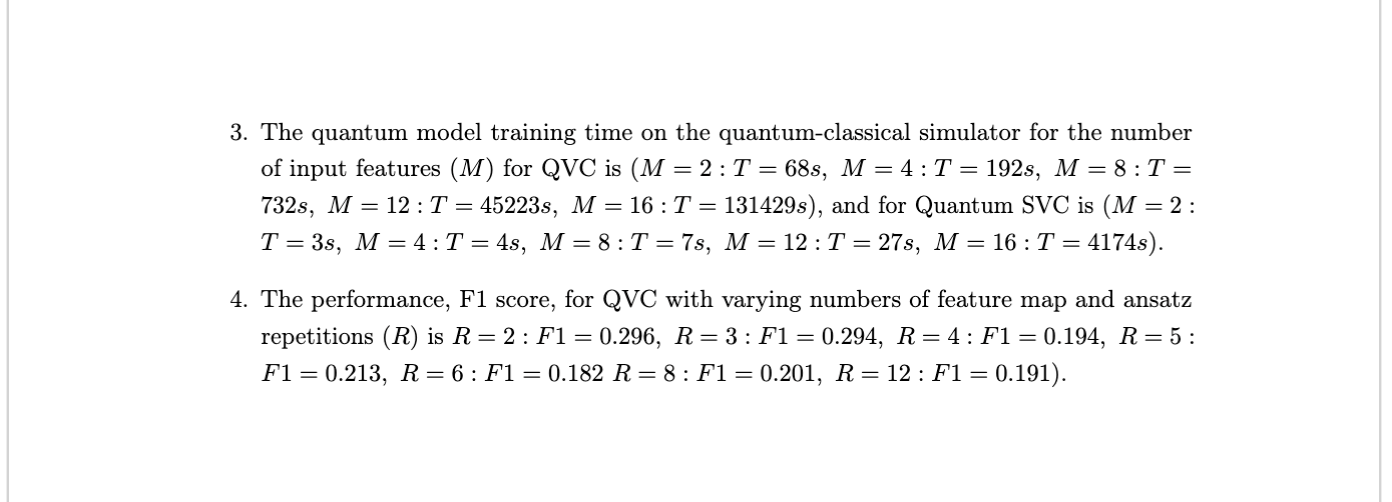 3. The quantum model training time on the quantum-classical simulator for the number
of input features (M) for QVC is (M = 2 : T = 68s, M = 4 : T = 192s, M = 8 : T =
732s, M = 12 : T = 45223s, M = 16 : T = 131429s), and for Quantum SVC is (M = 2 :
T = 3s, M = 4 : T = 4s, M = 8 : T = 7s, M = 12 : T = 27s, M = 16 : T = 4174s).
4. The performance, F1 score, for QVC with varying numbers of feature map and ansatz
repetitions (R) is R = 2 : F1 = 0.296, R = 3 : F1 = 0.294, R = 4 : F1 = 0.194, R = 5 :
F1 = 0.213, R = 6 : F1 = 0.182 R = 8 : F1 = 0.201, R = 12 : F1 = 0.191).